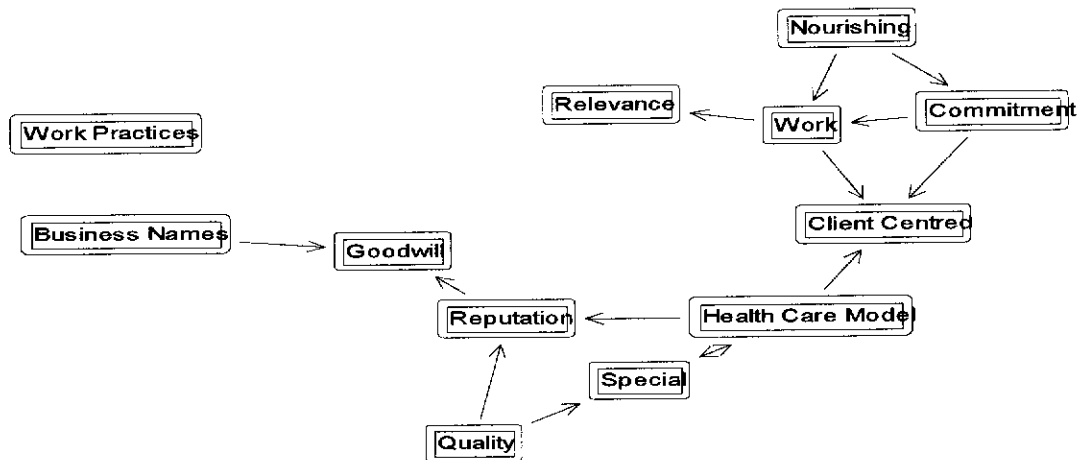 Nourishing
Relevance
Work
Commitment
Work Practices
Client Centred
Business Names
Goodwill
Reputation
Health Care Model
Special
Quality